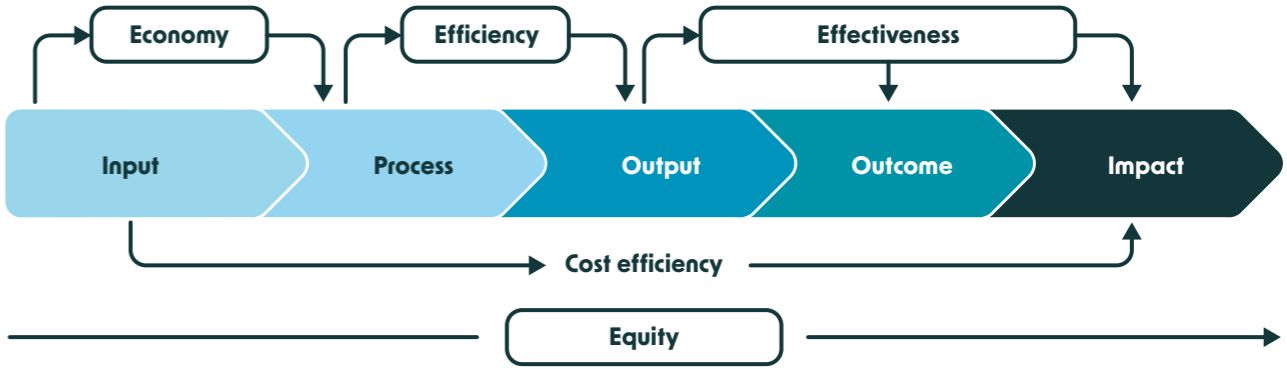 Economy
Efficiency
Effectiveness
Input
Process
Output
Outcome
Impact
Cost efficiency
Equity